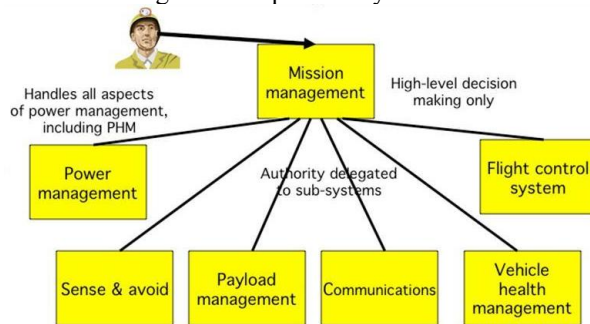 Mission
management
Handles all aspects
of power management,
including PHM
High-level decision
making only
Power
management
Authority delegated
to sub-systems
Flight control
system
Sense & avoid
Payload
management
Communications
Vehicle
health
management